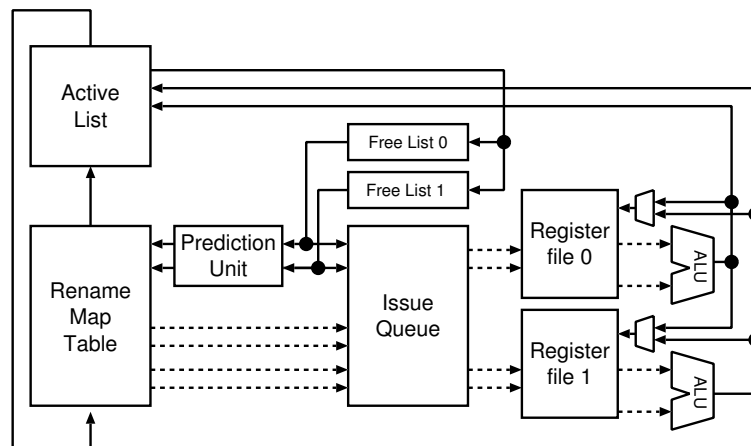 Active
List
Free List 0
Free List 1
Prediction
Unit
Rename
Map
Table
Issue
Queue
Register
file 0
ALU
Register
file 1
ALU